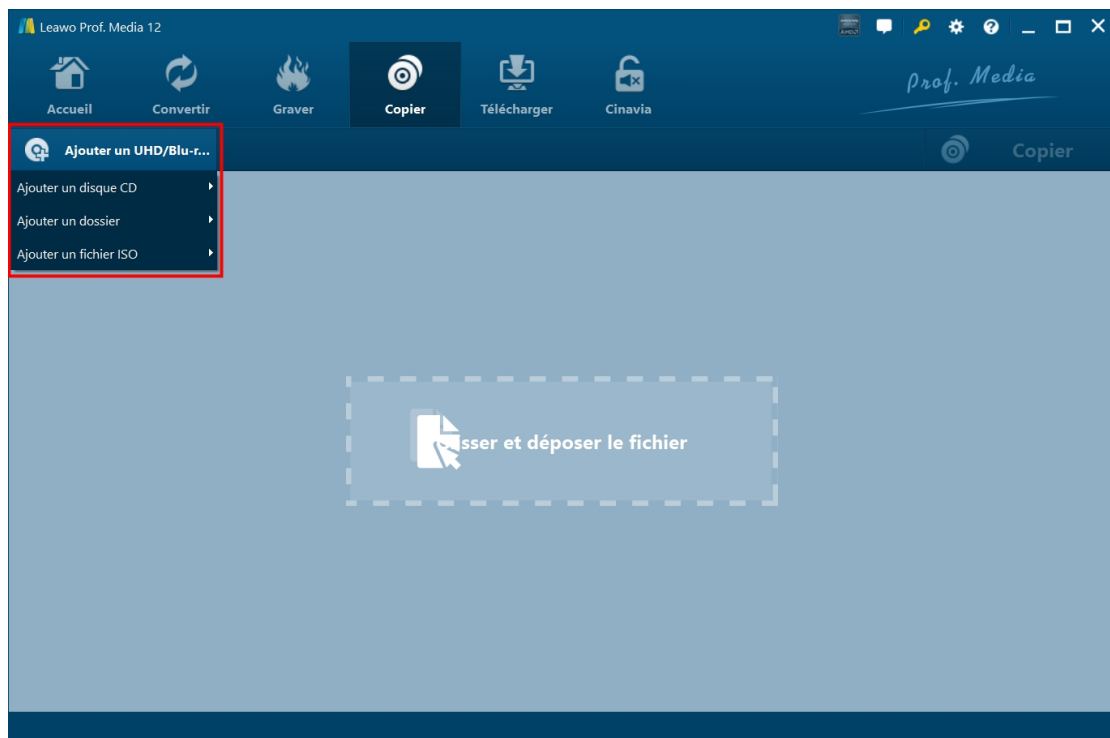 Leawo Prof. Media 12
Accueil
Convertir
Graver
Copier
Télécharger
Cinavia
Prof. Media
Ajouter un UHD/Blu-r...
Copier
Ajouter un disque CD
Ajouter un dossier
Ajouter un fichier ISO
sser et déposer le fichier